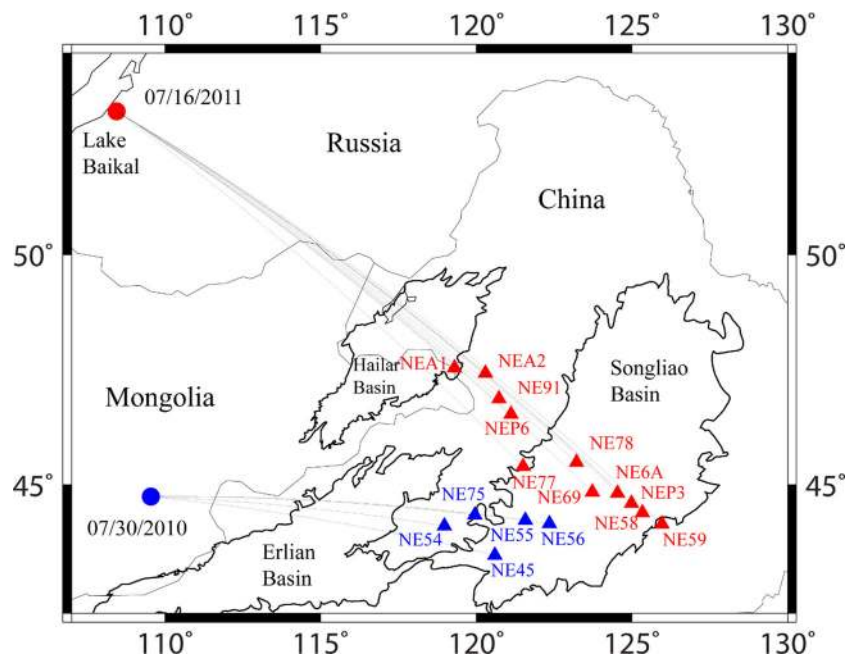 110° 115° 120° 125° 130°
07/16/2011
Lake
Baikal
Russia
China
50° 50°
NEA1 NEA2
Hailar
Basin
NE91
Songliao
Basin
Mongolia
NEP6
NE78
NE77 NE6A
45° 45°
NE75 NE69 NEP3
07/30/2010
NE54 NE55 NE56 NE58 NE59
Erlian
Basin
NE45
110° 115° 120° 125° 130°